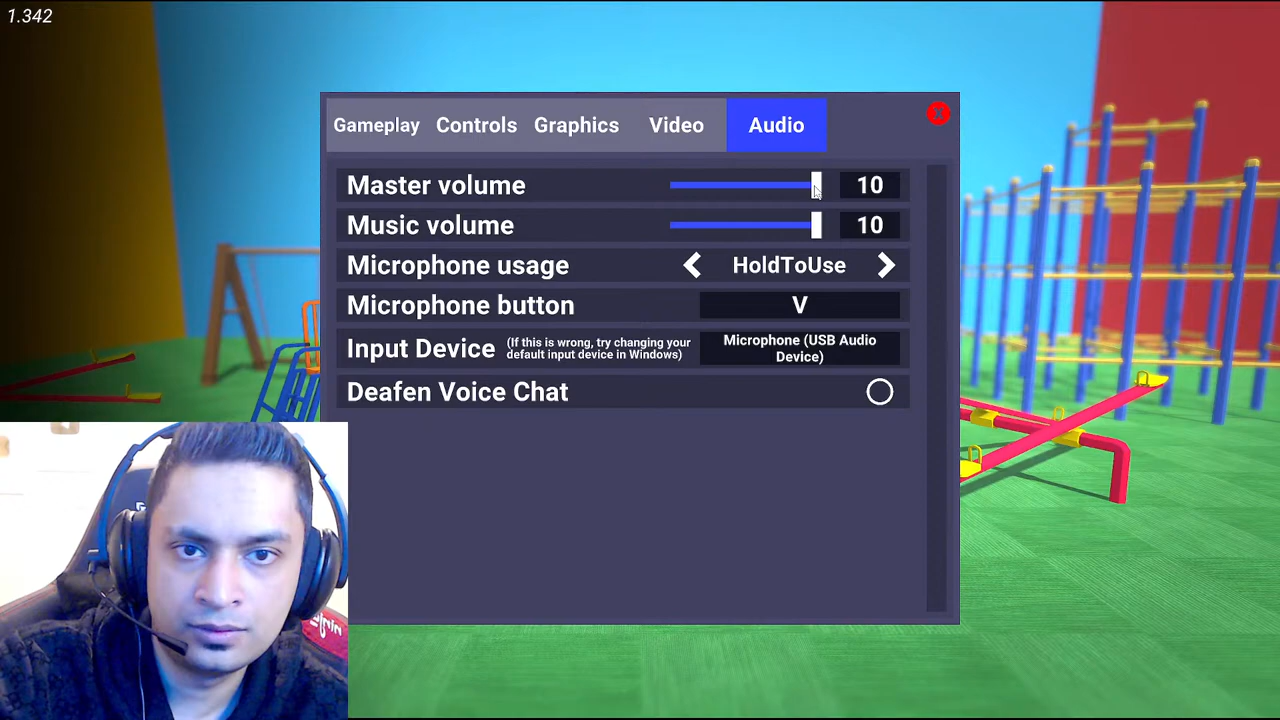 1.342
Gameplay Controls Graphics Video Audio
X
Master volume 10
Music volume 10
Microphone usage HoldToUse
Microphone button V
Input Device (If this is wrong, try changing your
default input device in Windows)
Microphone (USB Audio
Device)
Deafen Voice Chat